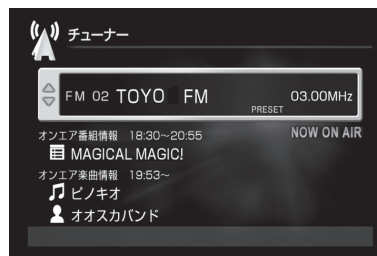 チューナー
FM 02 TOYO FM PRESET 03.00MHz
オンエア番組情報 18:30~20:55 NOW ON AIR
MAGICAL MAGIC!
オンエア楽曲情報 19:53~
ピノキオ
オオスカバンド